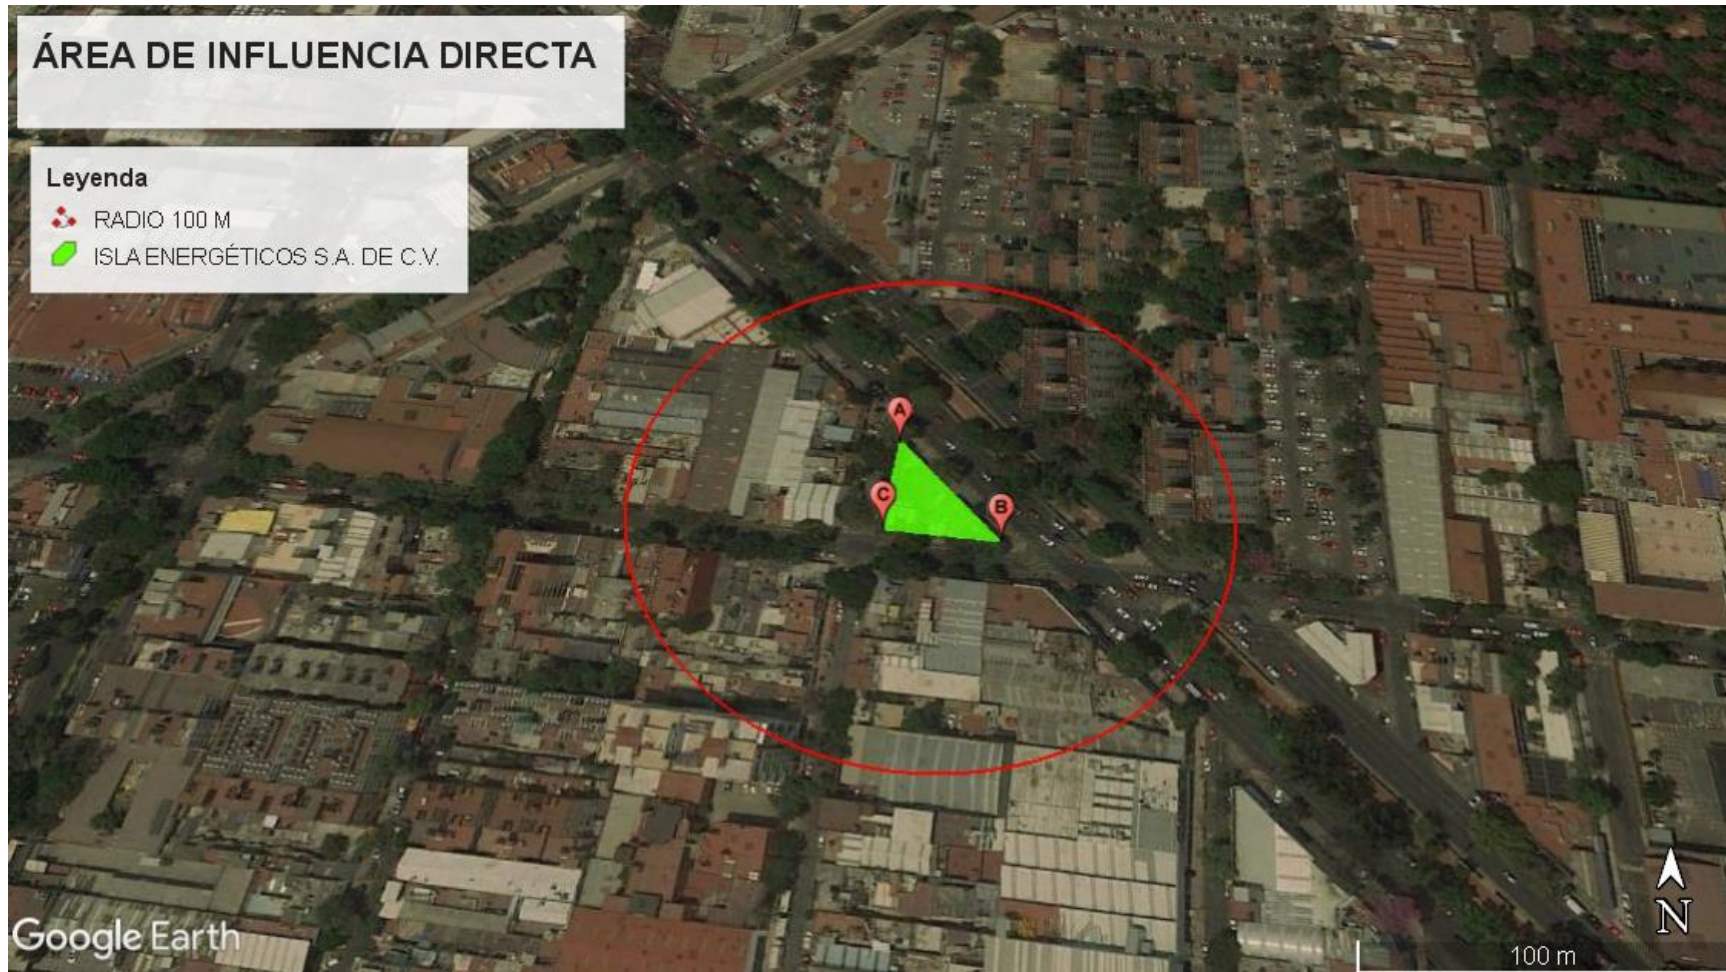 ÁREA DE INFLUENCIA DIRECTA
Leyenda
RADIO 100 M
ISLA ENERGÉTICOS S.A. DE C.V.
A
C
B
N
Google Earth
100 m